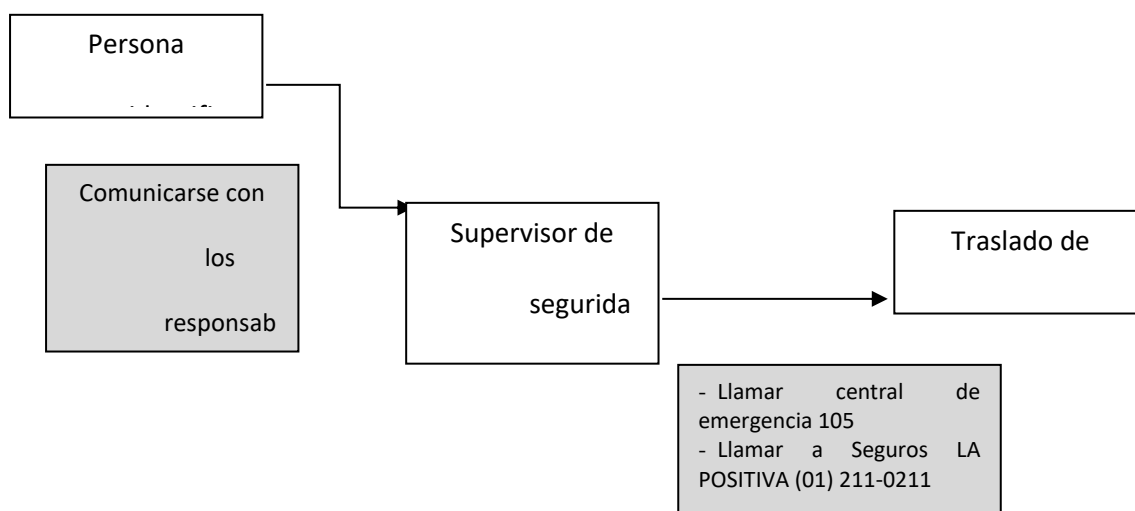 Persona
Comunicarse con
los
responsab
Supervisor de
segurida
Traslado de
- Llamar central de
emergencia 105
- Llamar a Seguros LA
POSITIVA (01) 211-0211